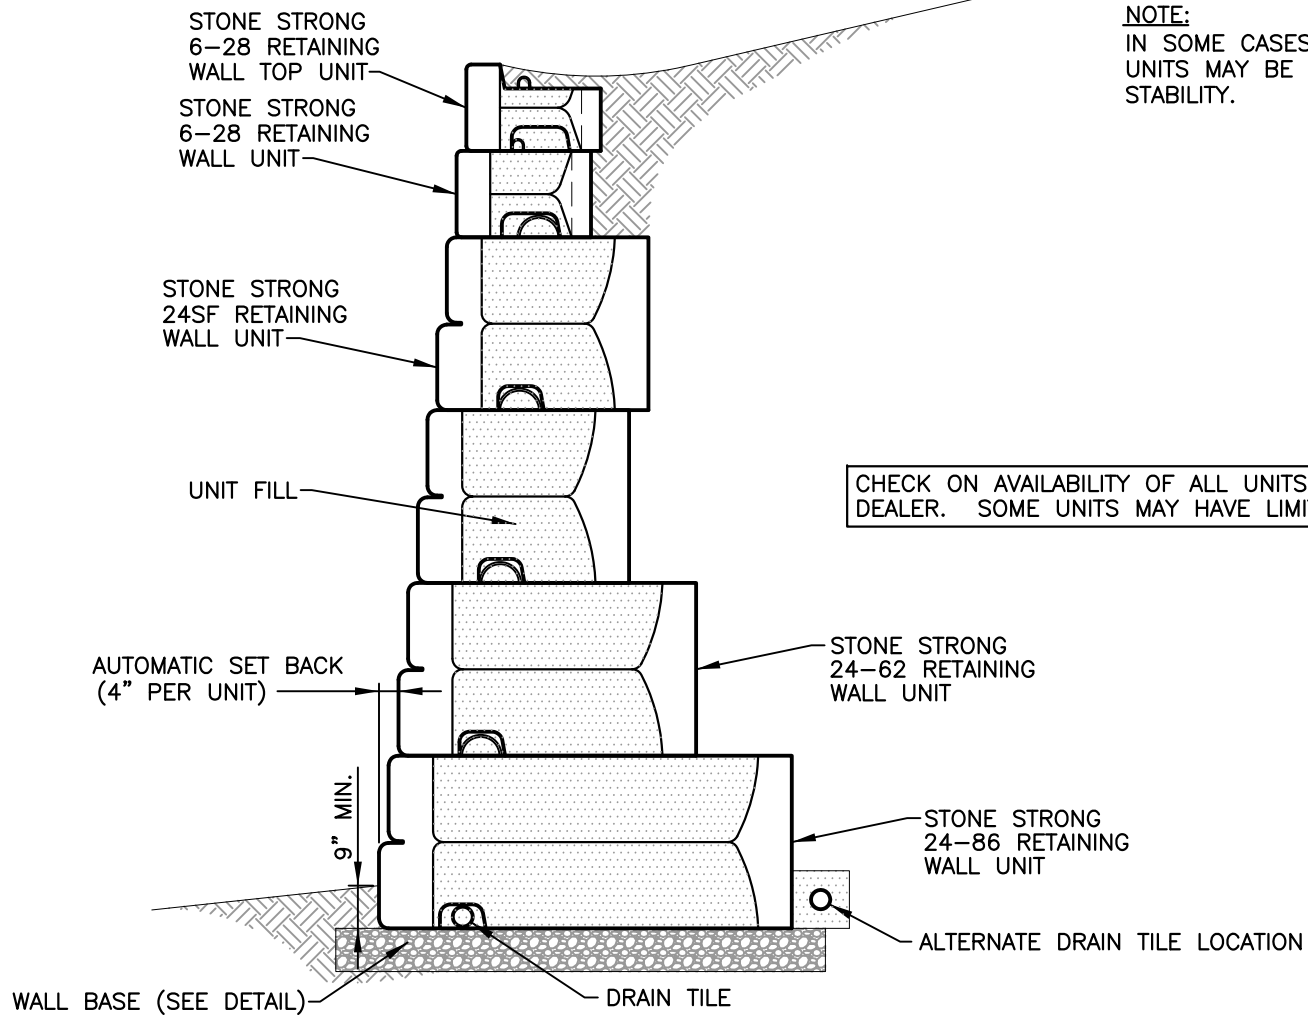 STONE STRONG
6-28 RETAINING
WALL TOP UNIT
STONE STRONG
6-28 RETAINING
WALL UNIT
NOTE:
IN SOME CASES
UNITS MAY BE
STABILITY.
STONE STRONG
24SF RETAINING
WALL UNIT
UNIT FILL
CHECK ON AVAILABILITY OF ALL UNITS
DEALER. SOME UNITS MAY HAVE
AUTOMATIC SET BACK
(4" PER UNIT)
STONE STRONG
24-62 RETAINING
WALL UNIT
9" MIN.
STONE STRONG
24-86 RETAINING
WALL UNIT
ALTERNATE DRAIN TILE LOCATION
WALL BASE (SEE DETAIL)
DRAIN TILE